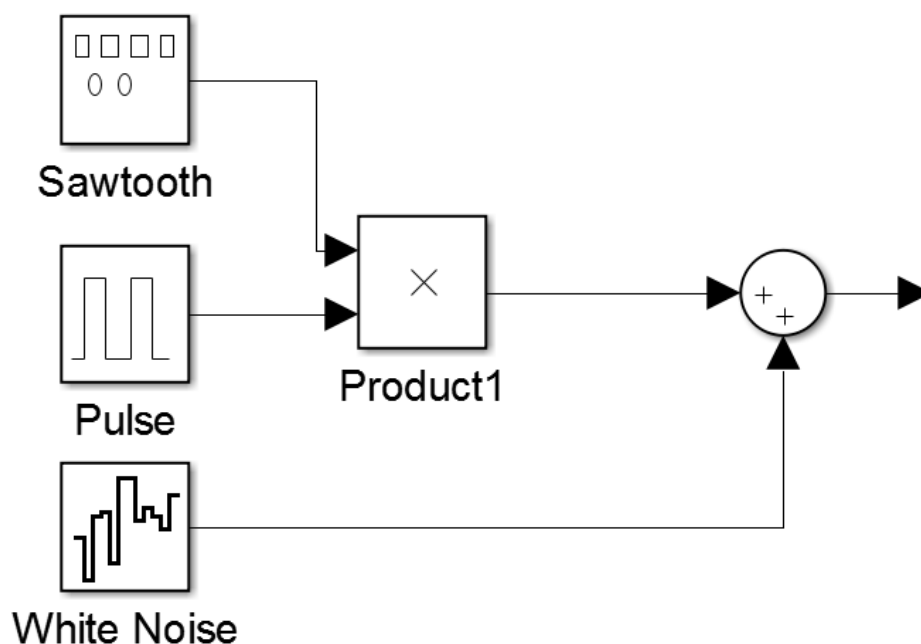 Sawtooth
×
Product1
Pulse
+
+
White Noise